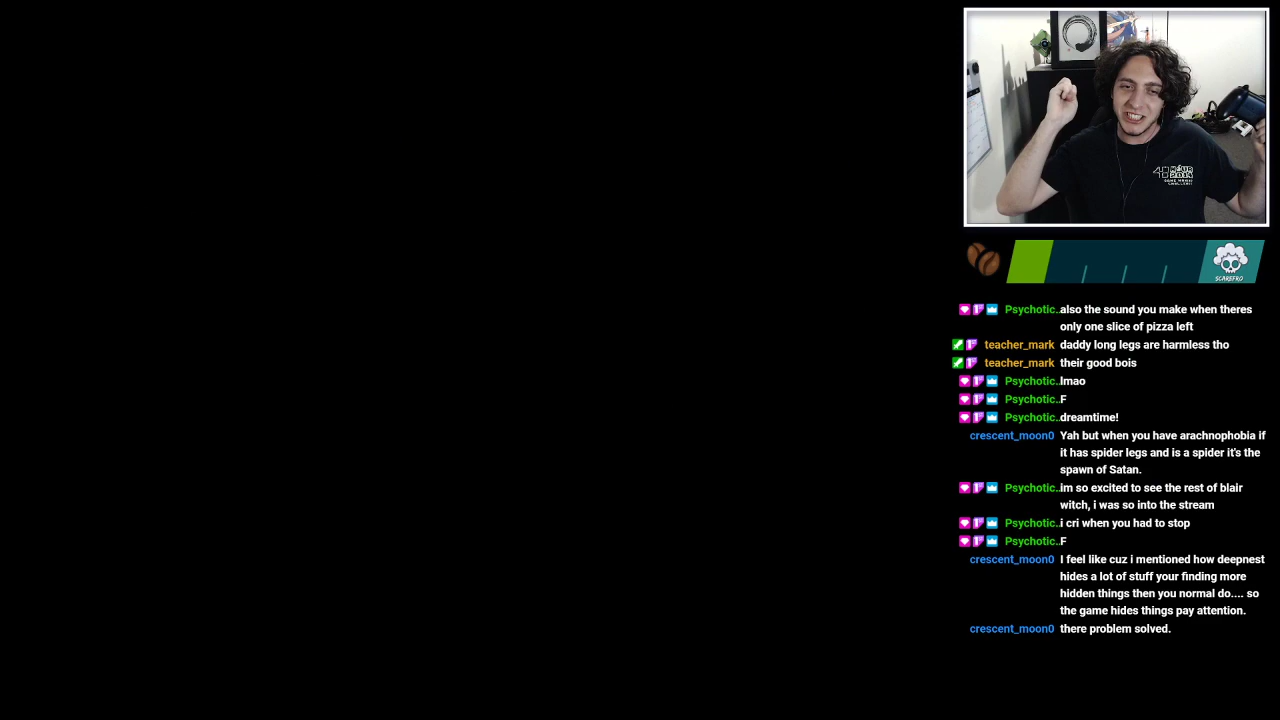 48 HOUR
SCAREFRO
Psychotic.. also the sound you make when theres
only one slice of pizza left
teacher_mark daddy long legs are harmless tho
teacher_mark their good bois
Psychotic.. lmao
Psychotic.. F
Psychotic.. dreamtime!
crescent_moon0 Yah but when you have arachnophobia if
it has spider legs and is a spider it's the
spawn of Satan.
Psychotic.. im so excited to see the rest of blair
witch, i was so into the stream
Psychotic.. i cri when you had to stop
Psychotic.. F
crescent_moon0 I feel like cuz i mentioned how deepnest
hides a lot of stuff your finding more
hidden things then you normal do.... so
the game hides things pay attention.
crescent_moon0 there problem solved.